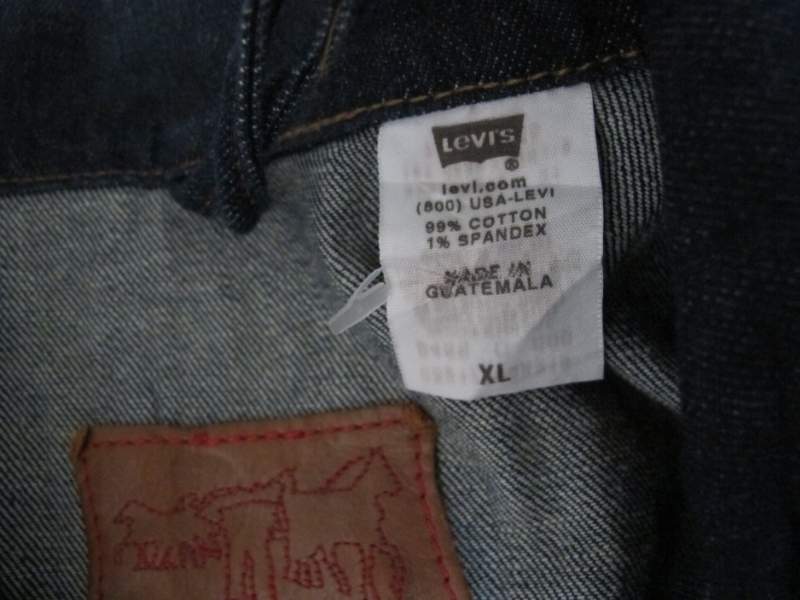 Levi's
®
levi.com
(800) USA-LEVI
99% COTTON
1% SPANDEX
MADE IN
GUATEMALA
XL